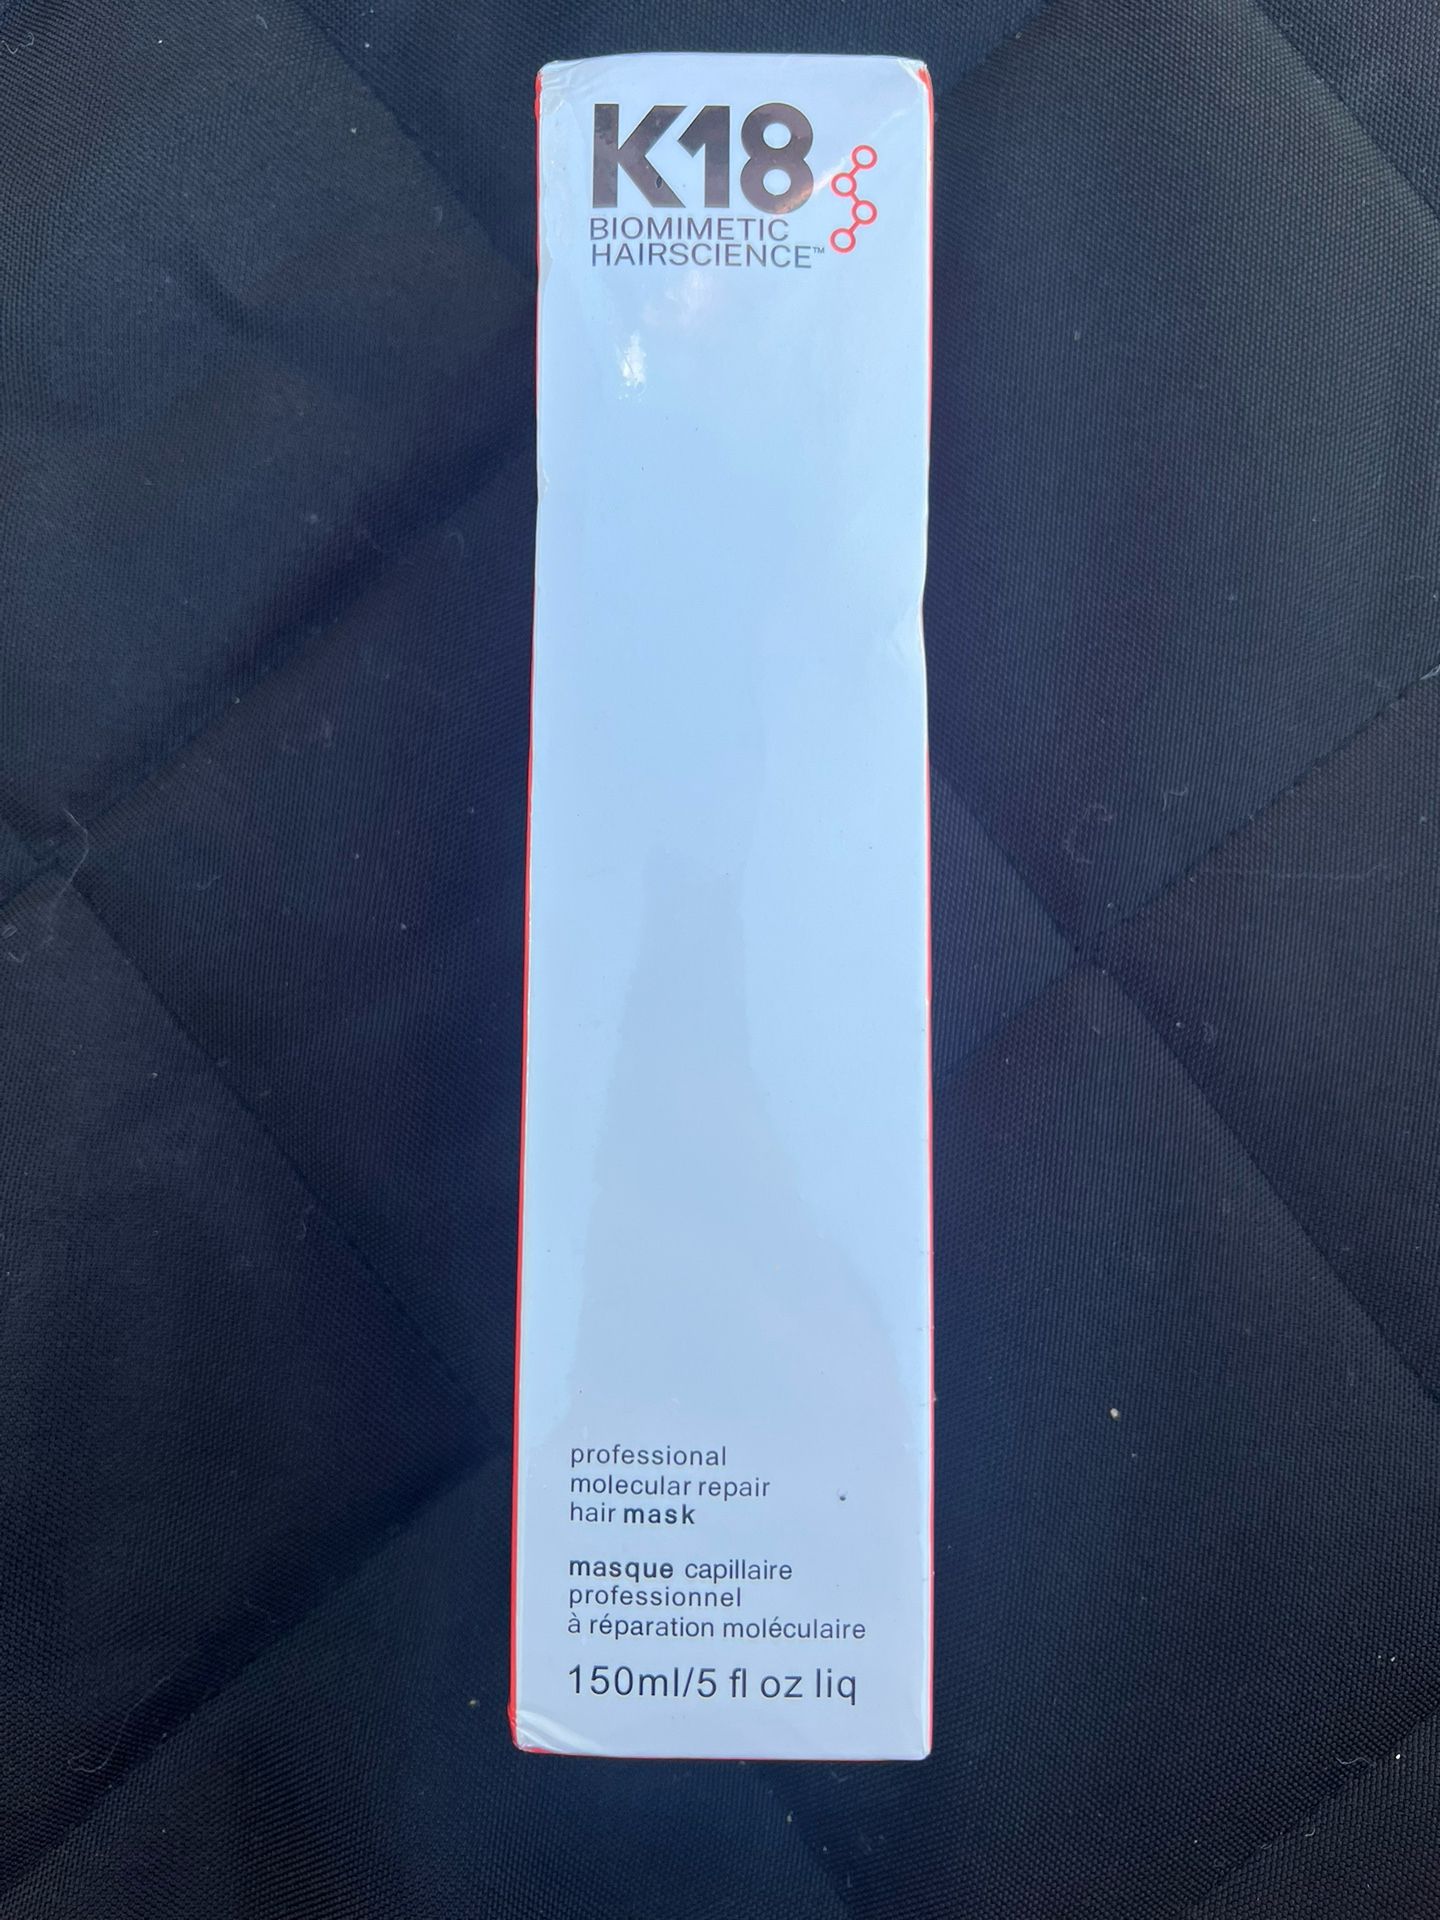 K18
BIOMIMETIC
HAIRSCIENCE™
professional
molecular repair
hair mask
masque capillaire
professionnel
à réparation moléculaire
150ml/5 fl oz liq